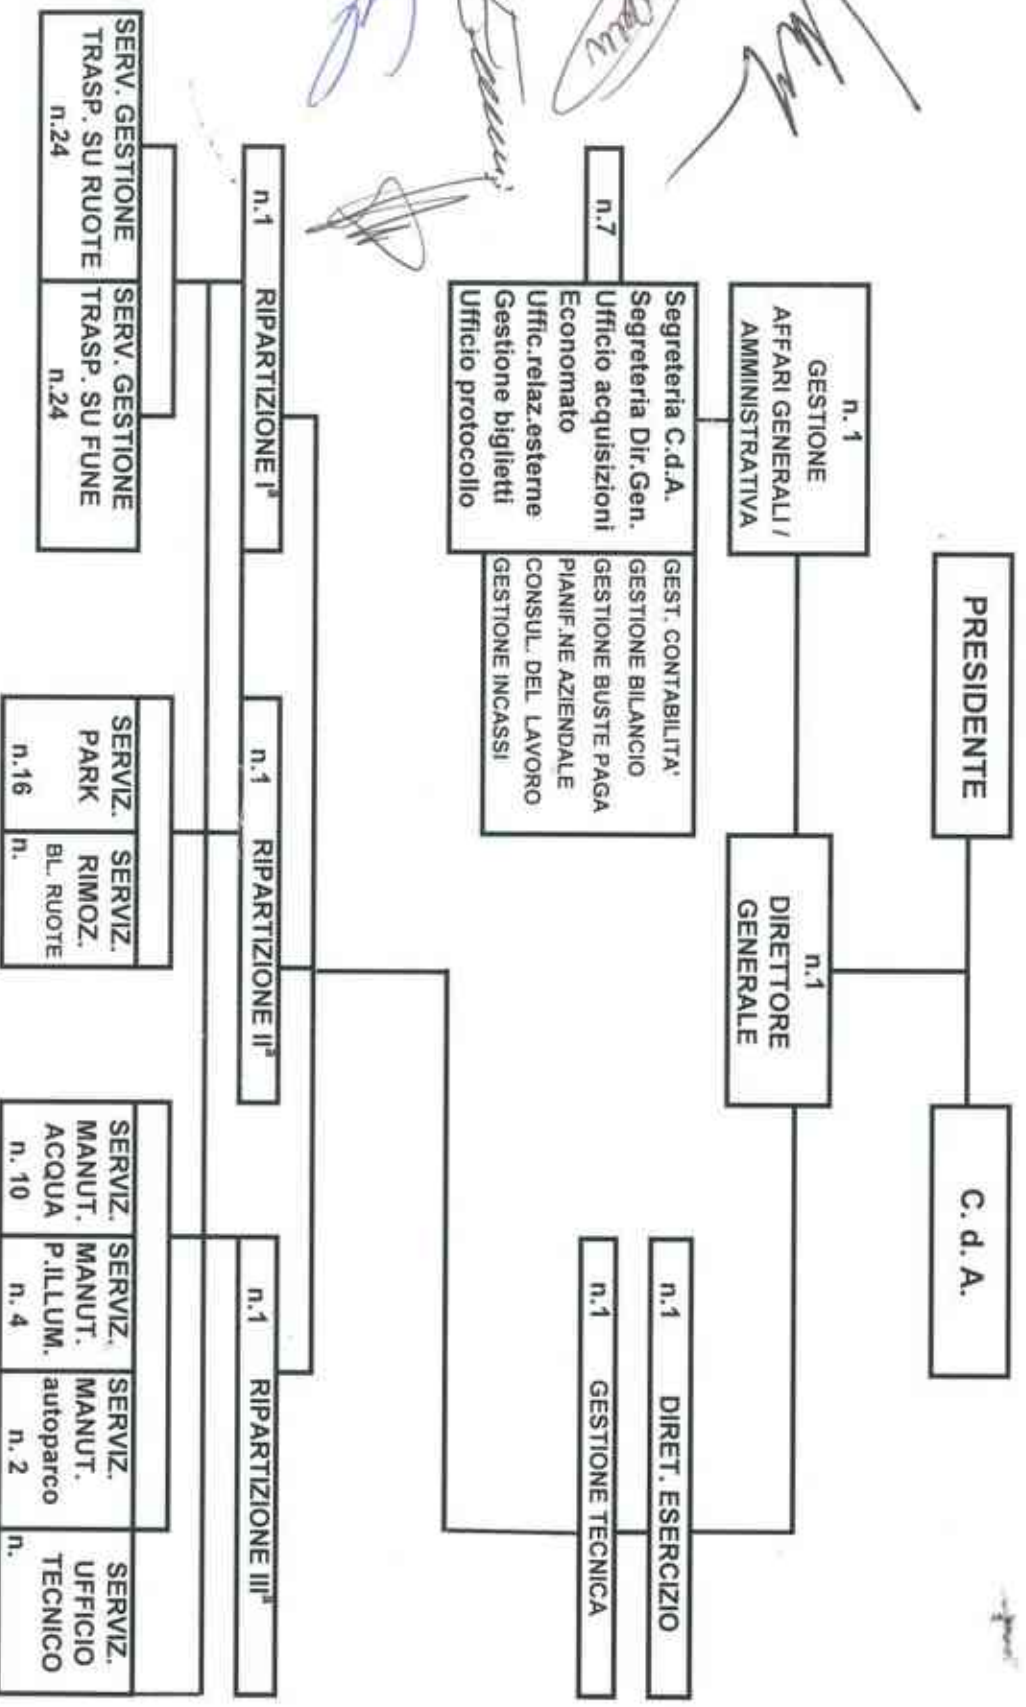 PRESIDENTE
C. d. A.
n.1
DIRETTORE
GENERALE
n. 1
GESTIONE
AFFARI GENERALI /
AMMINISTRATIVA
n.1 DIRET. ESERCIZIO
n.1 GESTIONE TECNICA
n.7
Segreteria C.d.A.
Segreteria Dir.Gen.
Ufficio acquisizioni
Economato
Uffic.relaz.esterne
Gestione biglietti
Ufficio protocollo
GEST. CONTABILITA'
GESTIONE BILANCIO
GESTIONE BUSTE PAGA
PIANIF.NE AZIENDALE
CONSUL. DEL LAVORO
GESTIONE INCASSI
n.1 RIPARTIZIONE Iª
n.1 RIPARTIZIONE IIª
n.1 RIPARTIZIONE IIIª
SERV. GESTIONE
TRASP. SU RUOTE
n.24
SERV. GESTIONE
TRASP. SU FUNE
n.24
SERVIZ.
PARK
n.16
SERVIZ.
RIMOZ.
BL. RUOTE
n.
SERVIZ.
MANUT.
ACQUA
n. 10
SERVIZ.
MANUT.
P.ILLUM.
n. 4
SERVIZ.
MANUT.
autoparco
n. 2
SERVIZ.
UFFICIO
TECNICO
n.